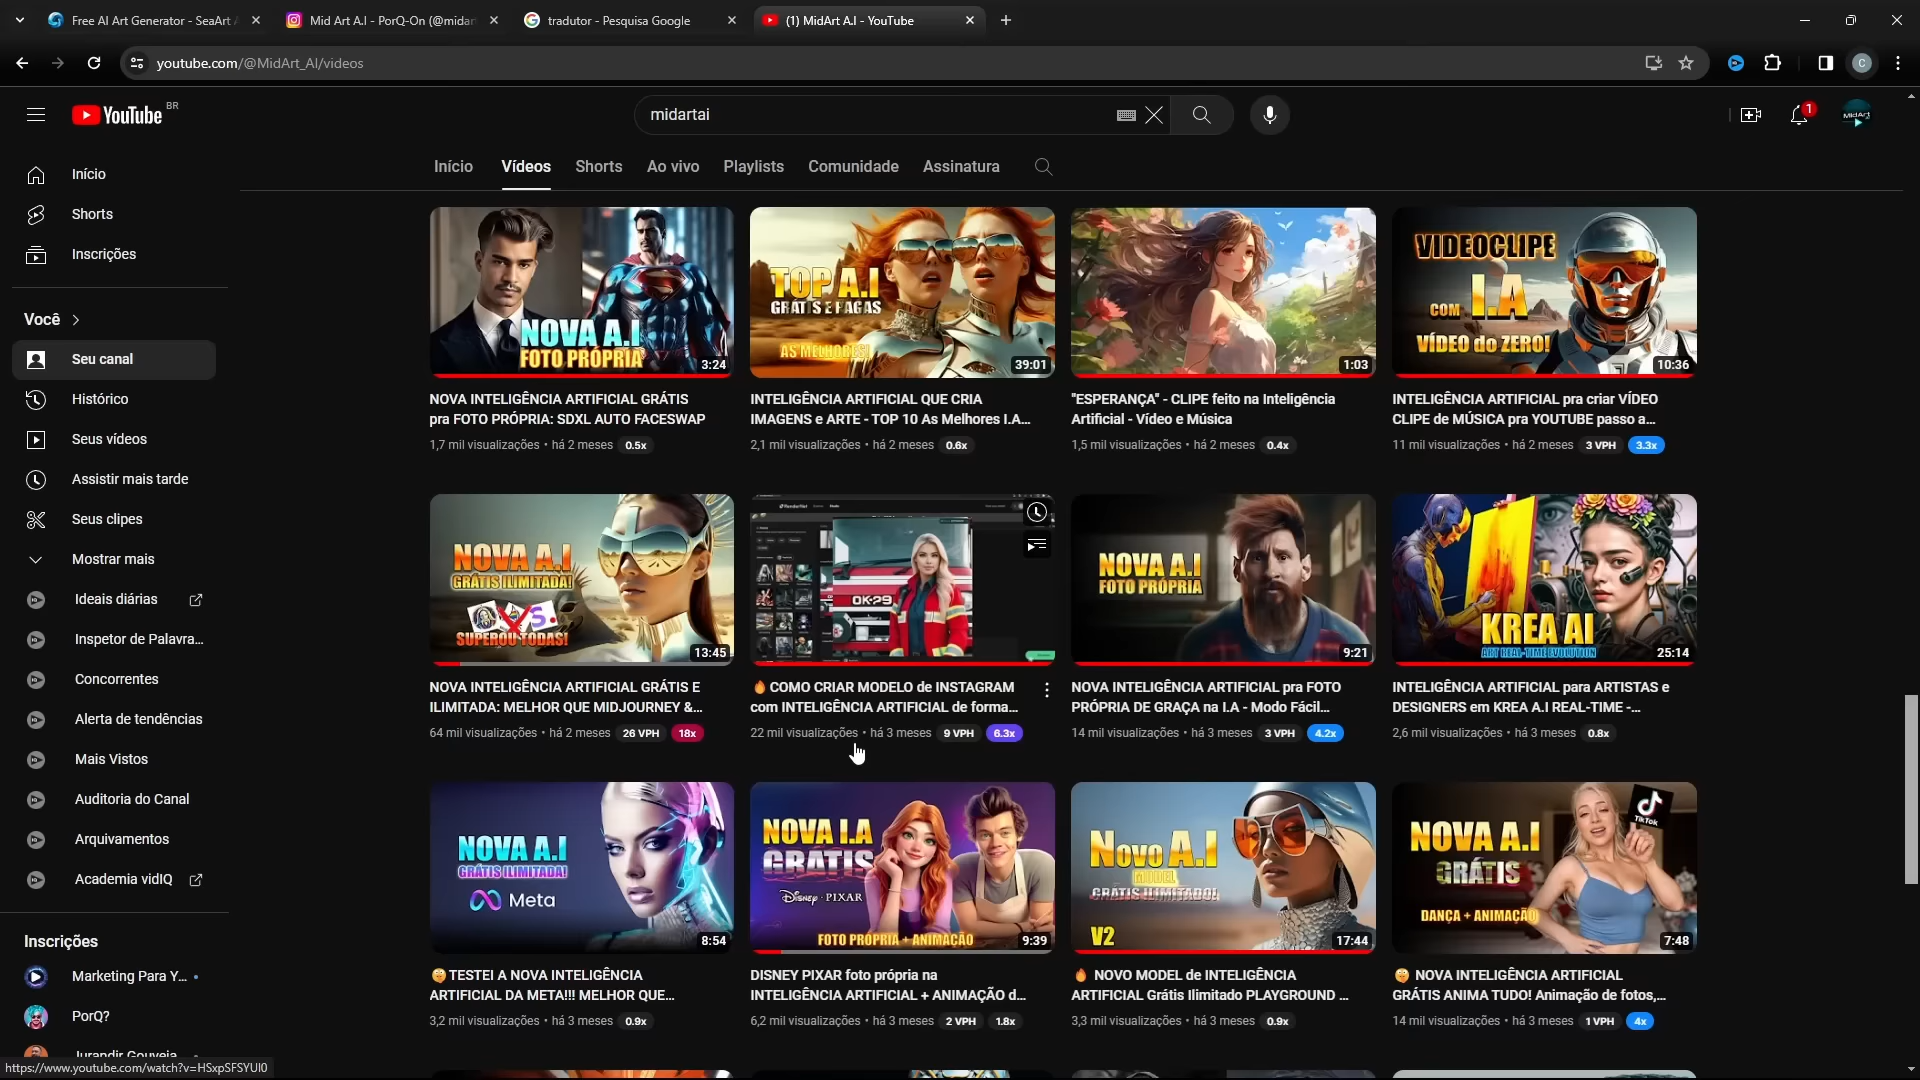 Free AI Art Generator - SeaArt A
Mid Art A.I - PorQ-On (@midar
tradutor - Pesquisa Google
(1) MidArt A.I - YouTube
youtube.com/@MidArt_AI/videos
C
YouTube BR
midartai
1
MidArt
Início
Vídeos
Shorts
Ao vivo
Playlists
Comunidade
Assinatura
Início
Shorts
Inscrições
Você
Seu canal
Histórico
Seus vídeos
Assistir mais tarde
Seus clipes
Mostrar mais
Ideais diárias
Inspetor de Palavra...
Concorrentes
Alerta de tendências
Mais Vistos
Auditoria do Canal
Arquivamentos
Academia vidIQ
Inscrições
Marketing Para Y...
PorQ?
Jurandir Gouveia
NOVA A.I
FOTO PRÓPRIA
3:24
NOVA INTELIGÊNCIA ARTIFICIAL GRÁTIS
pra FOTO PRÓPRIA: SDXL AUTO FACESWAP
1,7 mil visualizações • há 2 meses 0.5x
TOP A.I
GRÁTIS E PAGAS
AS MELHORES!
39:01
INTELIGÊNCIA ARTIFICIAL QUE CRIA
IMAGENS e ARTE - TOP 10 As Melhores I.A...
2,1 mil visualizações • há 2 meses 0.6x
1:03
"ESPERANÇA" - CLIPE feito na Inteligência
Artificial - Vídeo e Música
1,5 mil visualizações • há 2 meses 0.4x
VIDEOCLIPE
COM I.A
VÍDEO do ZERO!
10:36
INTELIGÊNCIA ARTIFICIAL pra criar VÍDEO
CLIPE de MÚSICA pra YOUTUBE passo a...
11 mil visualizações • há 2 meses 3 VPH 3.3x
NOVA A.I
GRÁTIS ILIMITADA!
SUPEROU TODAS!
13:45
NOVA INTELIGÊNCIA ARTIFICIAL GRÁTIS E
ILIMITADA: MELHOR QUE MIDJOURNEY &...
64 mil visualizações • há 2 meses 26 VPH 18x
OK-29
COMO CRIAR MODELO de INSTAGRAM
com INTELIGÊNCIA ARTIFICIAL de forma...
22 mil visualizações • há 3 meses 9 VPH 6.3x
NOVA A.I
FOTO PRÓPRIA
9:21
NOVA INTELIGÊNCIA ARTIFICIAL pra FOTO
PRÓPRIA DE GRAÇA na I.A - Modo Fácil...
14 mil visualizações • há 3 meses 3 VPH 4.2x
KREA AI
ART REAL-TIME EVOLUTION
25:14
INTELIGÊNCIA ARTIFICIAL para ARTISTAS e
DESIGNERS em KREA A.I REAL-TIME -...
2,6 mil visualizações • há 3 meses 0.8x
NOVA A.I
GRÁTIS ILIMITADA!
Meta
8:54
TESTEI A NOVA INTELIGÊNCIA
ARTIFICIAL DA META!!! MELHOR QUE...
3,2 mil visualizações • há 3 meses 0.9x
NOVA I.A
GRÁTIS
Disney • PIXAR
FOTO PRÓPRIA + ANIMAÇÃO
9:39
DISNEY PIXAR foto própria na
INTELIGÊNCIA ARTIFICIAL + ANIMAÇÃO d...
6,2 mil visualizações • há 3 meses 2 VPH 1.8x
Novo A.I
MODEL
GRÁTIS ILIMITADO!
V2
17:44
NOVO MODEL de INTELIGÊNCIA
ARTIFICIAL Grátis Ilimitado PLAYGROUND ...
3,3 mil visualizações • há 3 meses 0.9x
TikTok
NOVA A.I
GRÁTIS
DANÇA + ANIMAÇÃO
7:48
NOVA INTELIGÊNCIA ARTIFICIAL
GRÁTIS ANIMA TUDO! Animação de fotos,...
14 mil visualizações • há 3 meses 1 VPH 4x
https://www.youtube.com/watch?v=HSxpSFSYUI0